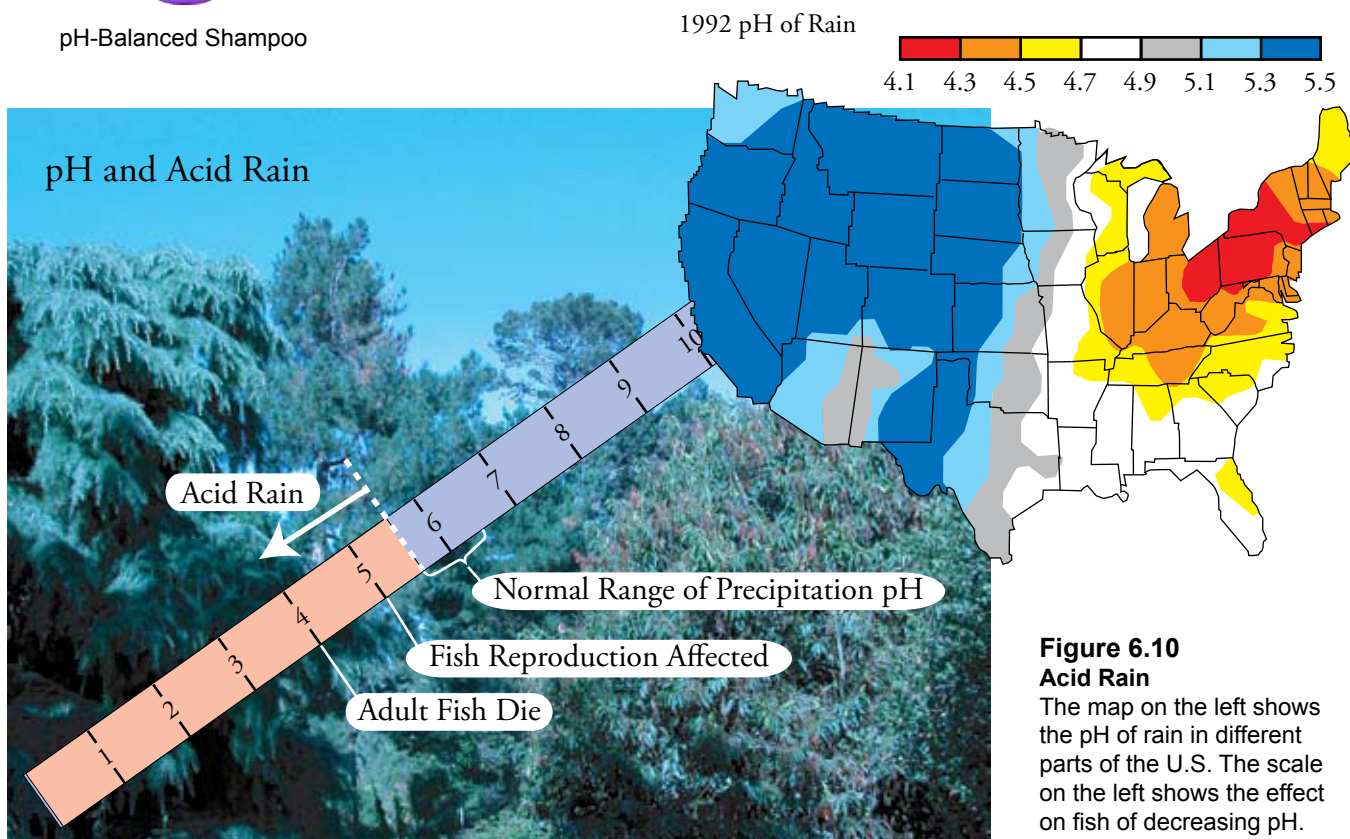 pH-Balanced Shampoo
1992 pH of Rain
4.1 4.3 4.5 4.7 4.9 5.1 5.3 5.5
pH and Acid Rain
10
9
8
7
Acid Rain
6
5
Normal Range of Precipitation pH
4
Fish Reproduction Affected
3
Adult Fish Die
2
1
Figure 6.10
Acid Rain
The map on the left shows
the pH of rain in different
parts of the U.S. The scale
on the left shows the effect
on fish of decreasing pH.